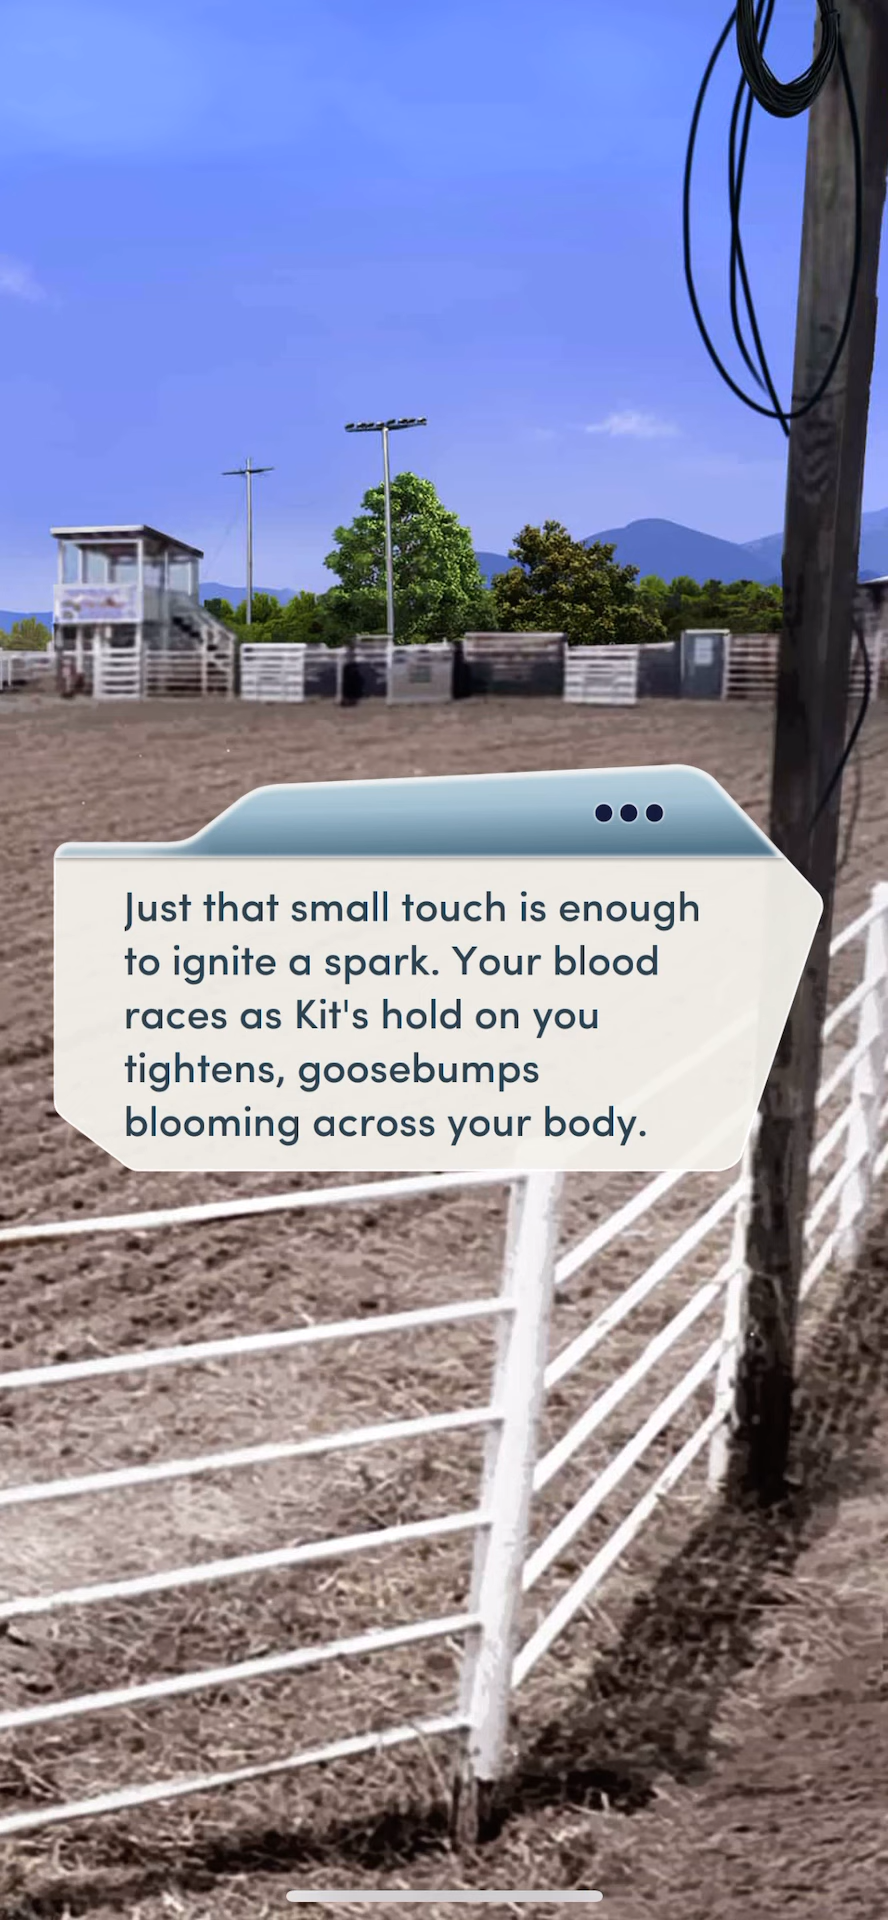 Just that small touch is enough
to ignite a spark. Your blood
races as Kit's hold on you
tightens, goosebumps
blooming across your body.